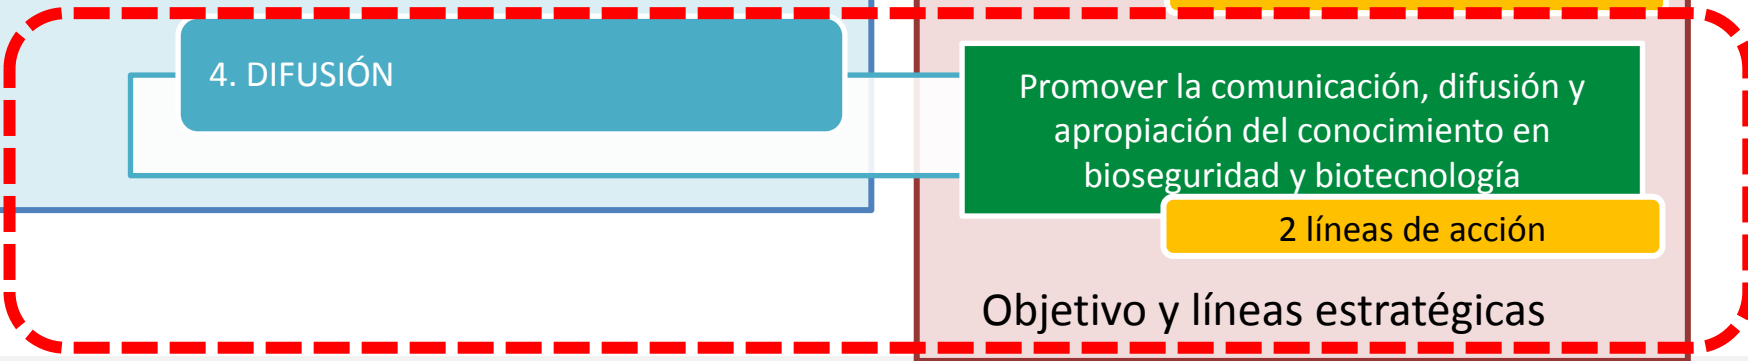 4. DIFUSIÓN
Promover la comunicación, difusión y
apropiación del conocimiento en
bioseguridad y biotecnología
2 líneas de acción
Objetivo y líneas estratégicas